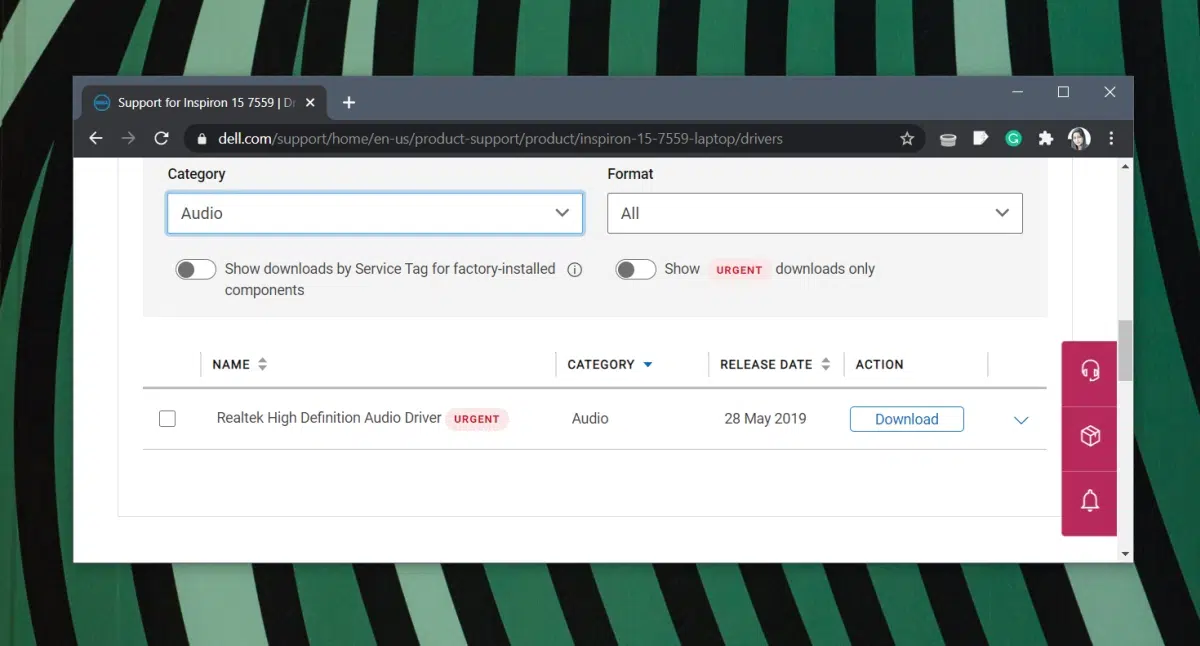 Support for Inspiron 15 7559 | Dr
dell.com/support/home/en-us/product-support/product/inspiron-15-7559-laptop/drivers
Category
Format
Audio
All
Show downloads by Service Tag for factory-installed
components
Show URGENT downloads only
NAME CATEGORY RELEASE DATE ACTION
Realtek High Definition Audio Driver URGENT Audio 28 May 2019 Download